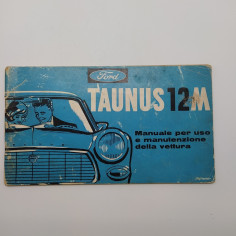 Ford
TAUNUS 12M
Manuale per uso
e manutenzione
della vettura